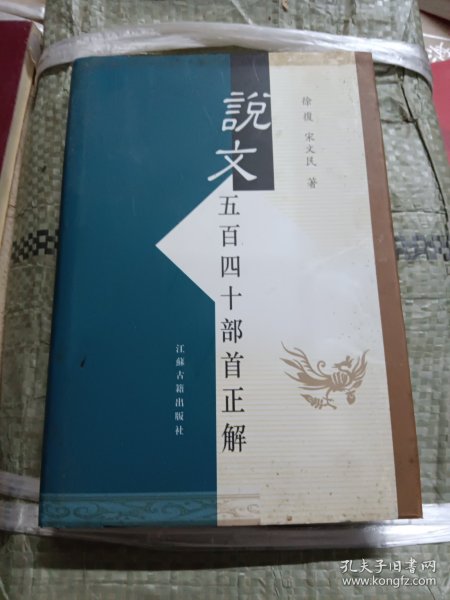 說文
五百四十部首正解
徐復 宋文民 著
江蘇古籍出版社
孔夫子旧书网
www.kongfz.com